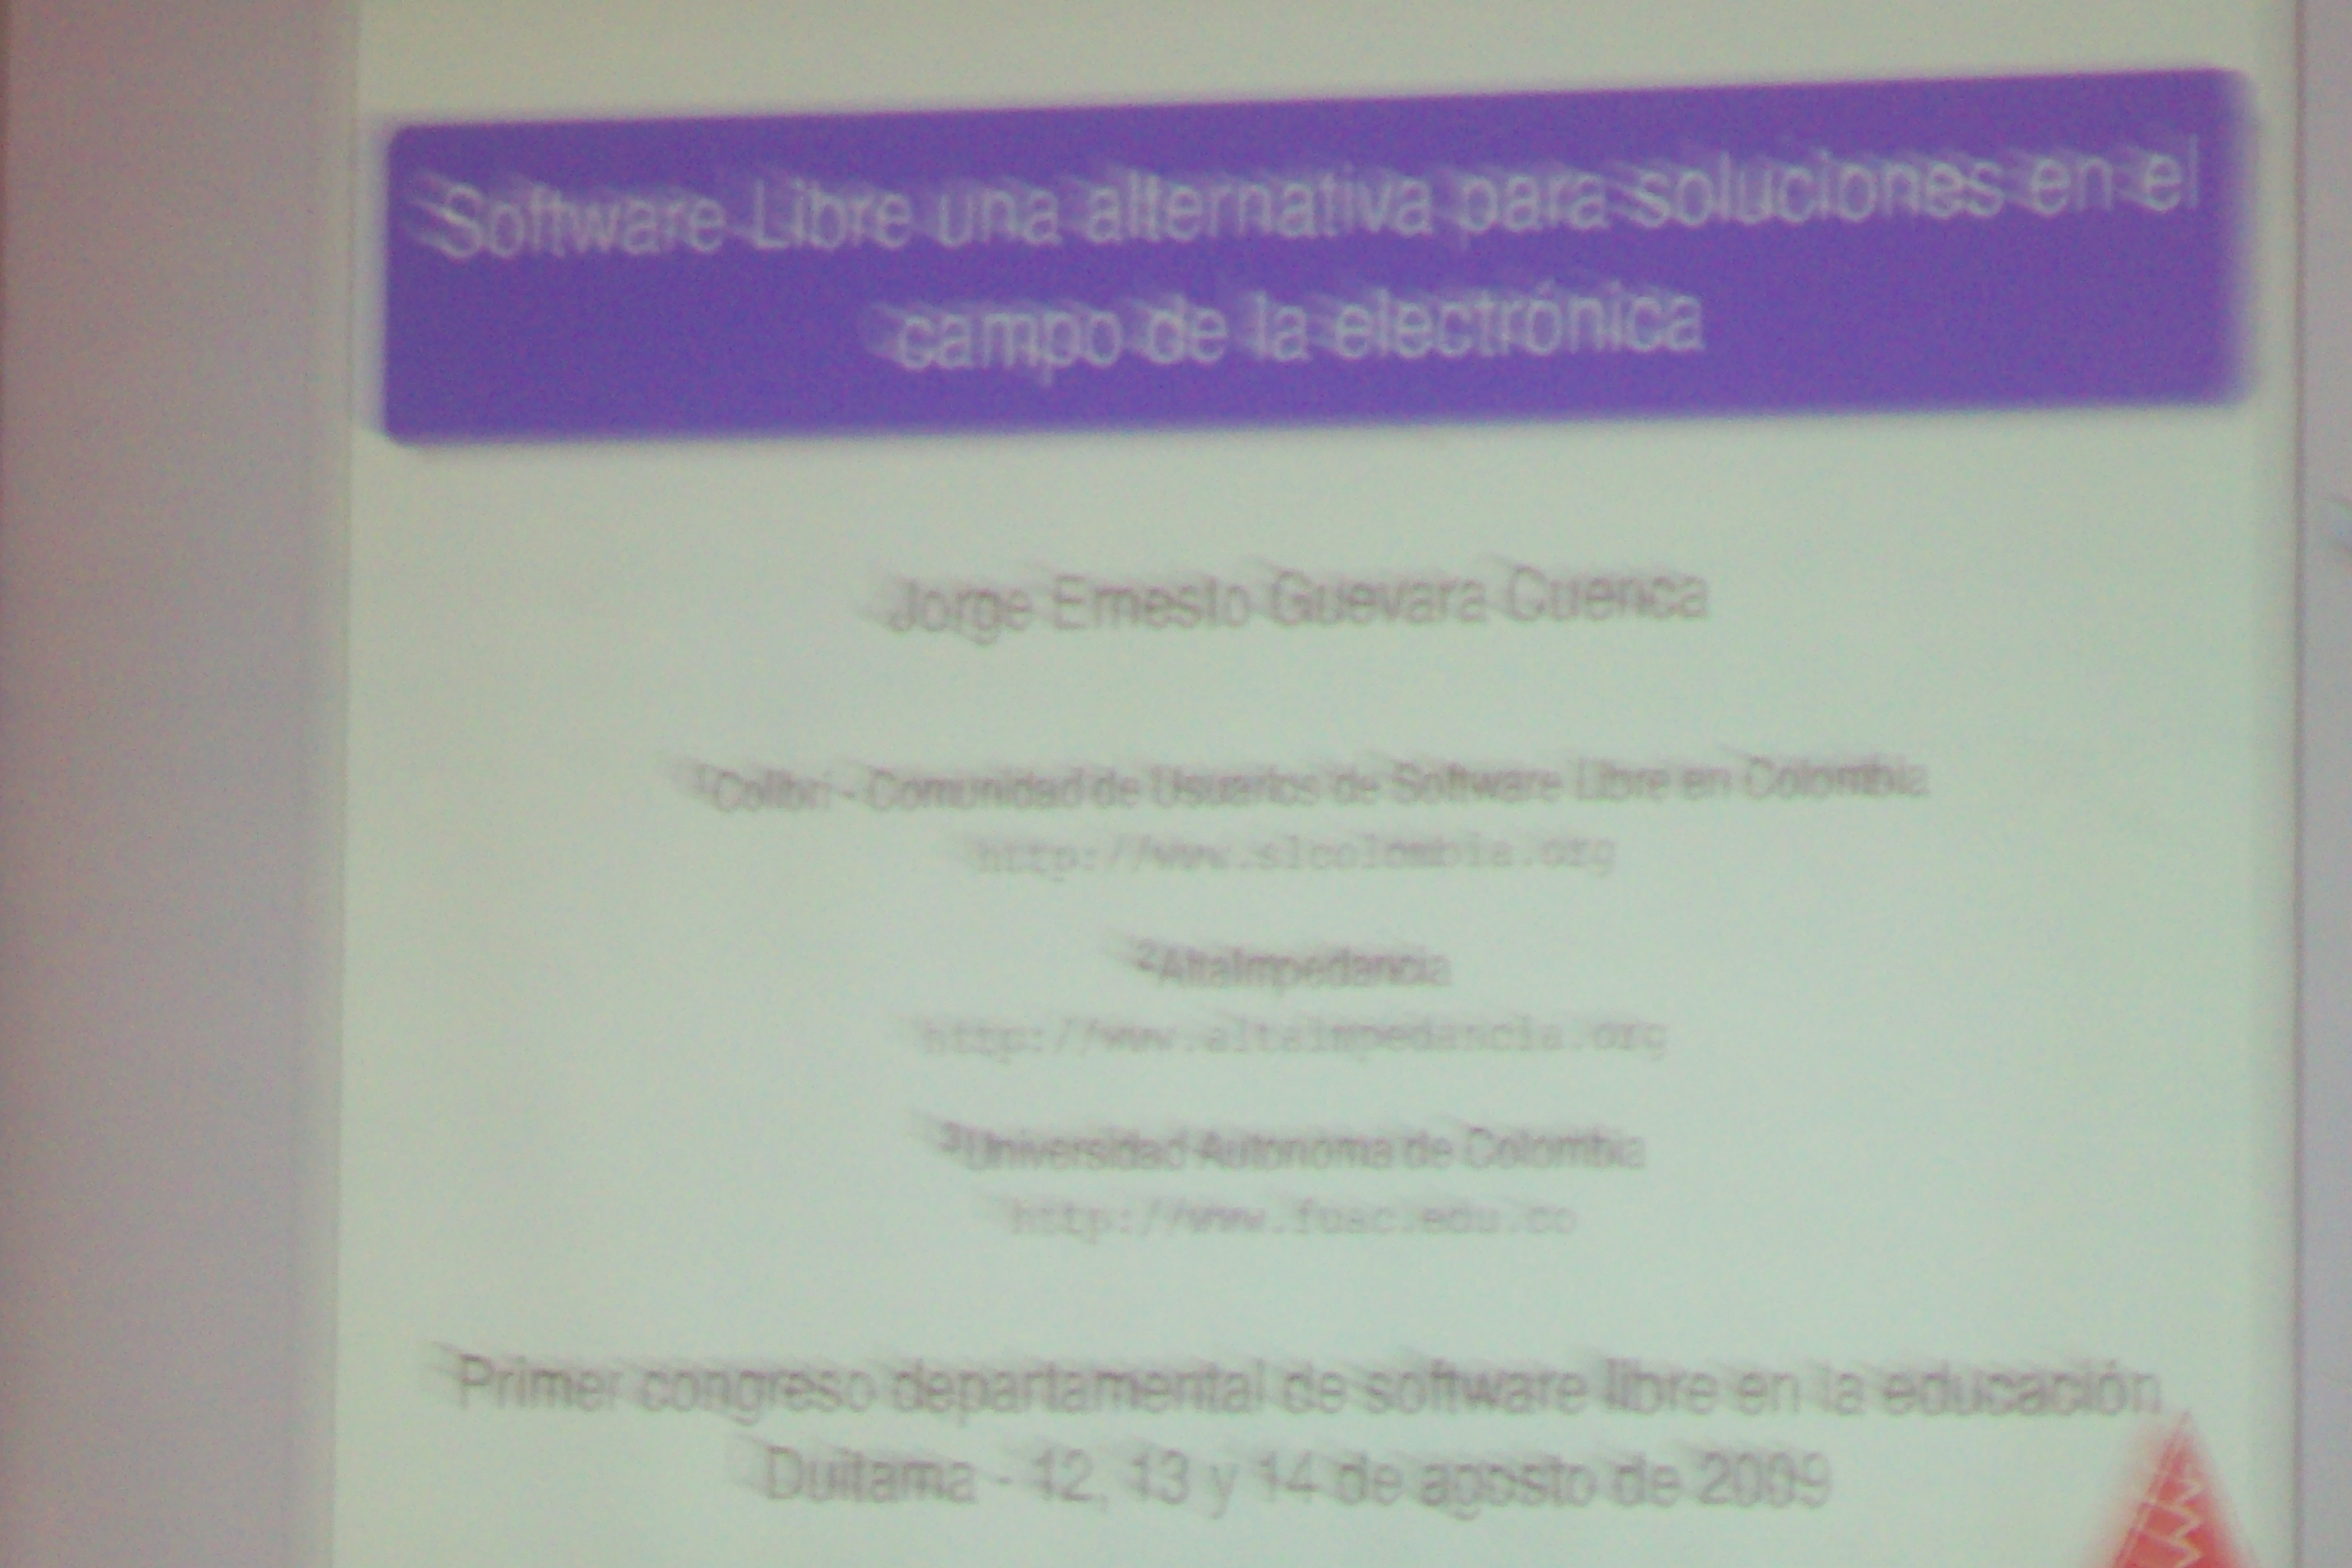 Software Libre una alternativa para soluciones en el
campo de la electrónica
Jorge Ernesto Guevara Cuenca
¹Colibri - Comunidad de Usuarios de Software Libre en Colombia
http://www.slcolombia.org
²AltaImpedancia
http://www.altaimpedancia.org
³Universidad Autonoma de Colombia
http://www.fuac.edu.co
Primer congreso departamental de software libre en la educación
Duitama - 12, 13 y 14 de agosto de 2009